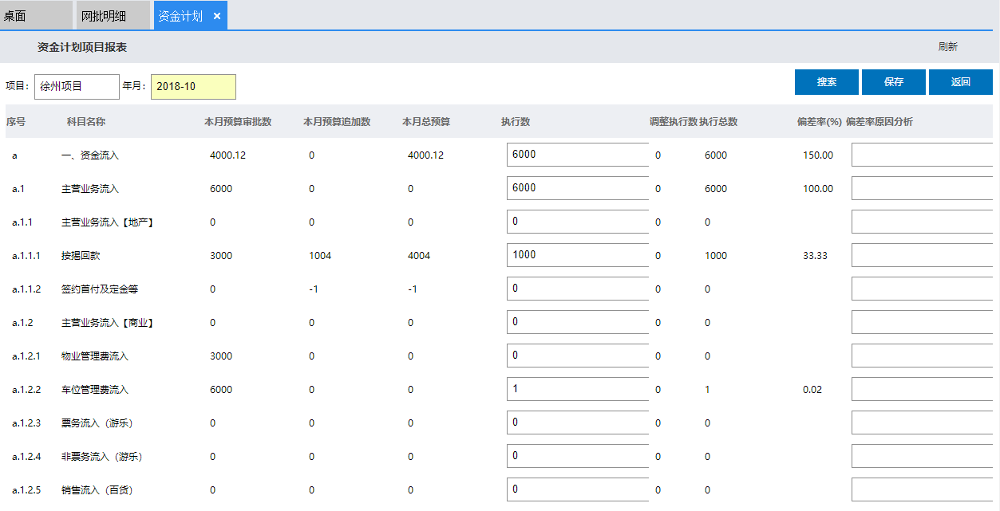 桌面 网批明细 资金计划 ×
资金计划项目报表 刷新
项目: 徐州项目 年月: 2018-10 搜索 保存 返回
序号 科目名称 本月预算审批数 本月预算追加数 本月总预算 执行数 调整执行数 执行总数 偏差率(%) 偏差率原因分析
a 一、资金流入 4000.12 0 4000.12 6000 0 6000 150.00
a.1 主营业务流入 6000 0 0 6000 0 6000 100.00
a.1.1 主营业务流入【地产】 0 0 0 0 0 0
a.1.1.1 按揭回款 3000 1004 4004 1000 0 1000 33.33
a.1.1.2 签约首付及定金等 0 -1 -1 0 0 0
a.1.2 主营业务流入【商业】 0 0 0 0 0 0
a.1.2.1 物业管理费流入 3000 0 0 0 0 0
a.1.2.2 车位管理费流入 6000 0 0 1 0 1 0.02
a.1.2.3 票务流入（游乐） 0 0 0 0 0 0
a.1.2.4 非票务流入（游乐） 0 0 0 0 0 0
a.1.2.5 销售流入（百货） 0 0 0 0 0 0